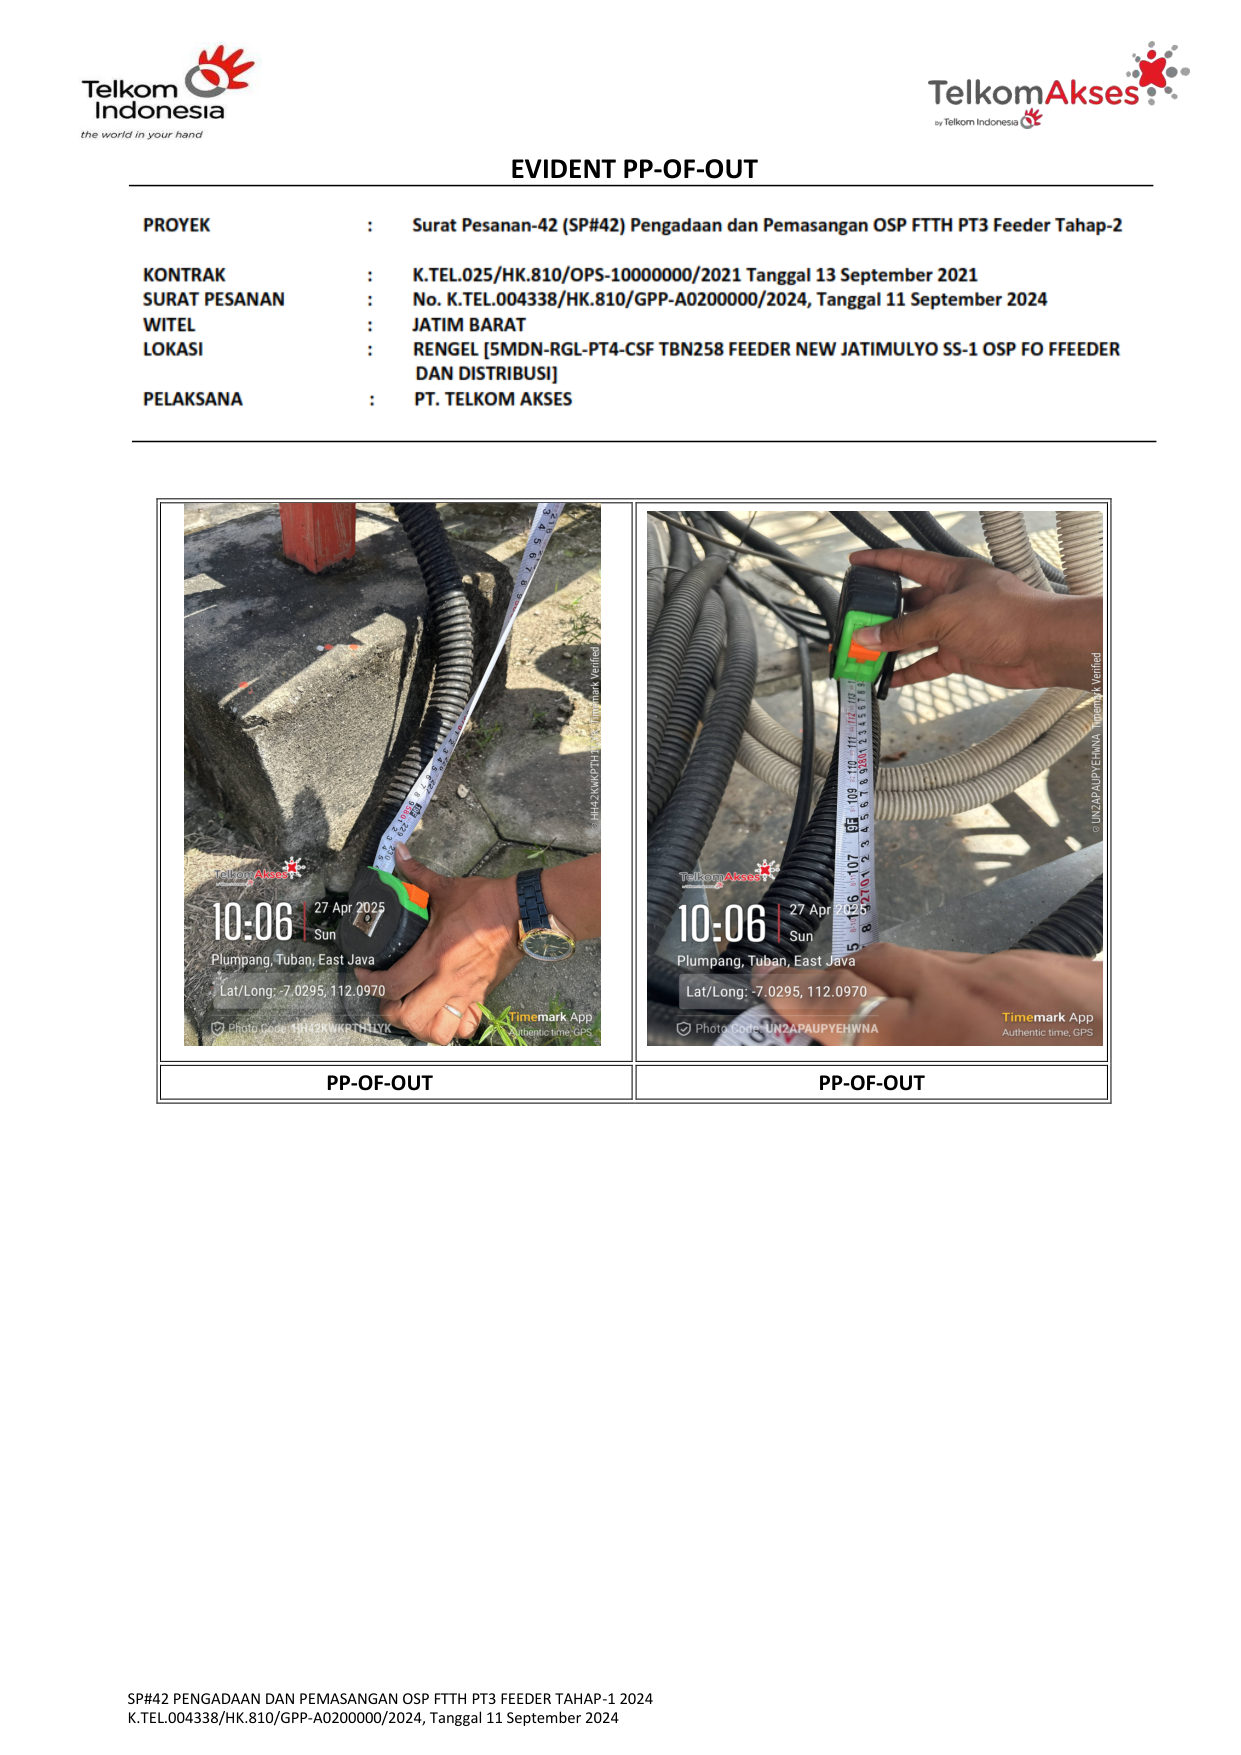 Telkom
Indonesia
the world in your hand
TelkomAkses
by Telkom Indonesia
EVIDENT PP-OF-OUT
PROYEK : Surat Pesanan-42 (SP#42) Pengadaan dan Pemasangan OSP FTTH PT3 Feeder Tahap-2
KONTRAK : K.TEL.025/HK.810/OPS-10000000/2021 Tanggal 13 September 2021
SURAT PESANAN : No. K.TEL.004338/HK.810/GPP-A0200000/2024, Tanggal 11 September 2024
WITEL : JATIM BARAT
LOKASI : RENGEL [5MDN-RGL-PT4-CSF TBN258 FEEDER NEW JATIMULYO SS-1 OSP FO FFEEDER
DAN DISTRIBUSI]
PELAKSANA : PT. TELKOM AKSES
TelkomAkses
10:06
27 Apr 2025
Sun
Plumpang, Tuban, East Java
Lat/Long: -7.0295, 112.0970
Photo Code: HH42KWKPTH1LYK
Timemark App
Authentic time, GPS
Timemark Verified
TelkomAkses
10:06
27 Apr 2025
Sun
Plumpang, Tuban, East Java
Lat/Long: -7.0295, 112.0970
Photo Code: UN2APAUPYEHWNA
Timemark App
Authentic time, GPS
©UN2APAUPYEHWNA Timemark Verified
107
109
110
111
PP-OF-OUT
PP-OF-OUT
SP#42 PENGADAAN DAN PEMASANGAN OSP FTTH PT3 FEEDER TAHAP-1 2024
K.TEL.004338/HK.810/GPP-A0200000/2024, Tanggal 11 September 2024